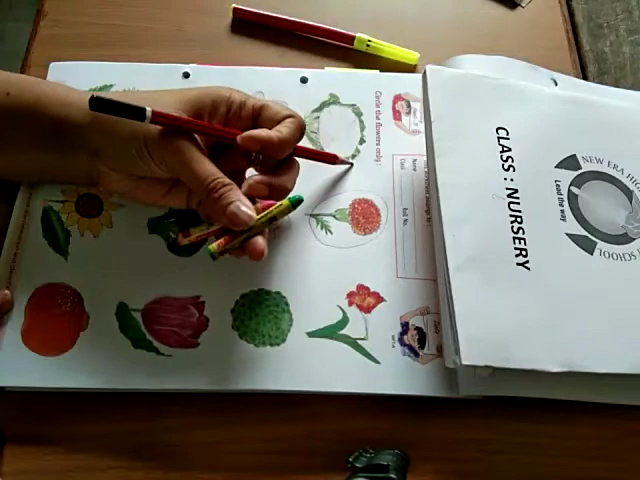 Circle the flowers only :
Name
Class
Roll No.
CLASS : NURSERY
NEW ERA HIGH SCHOOL
Lead the way